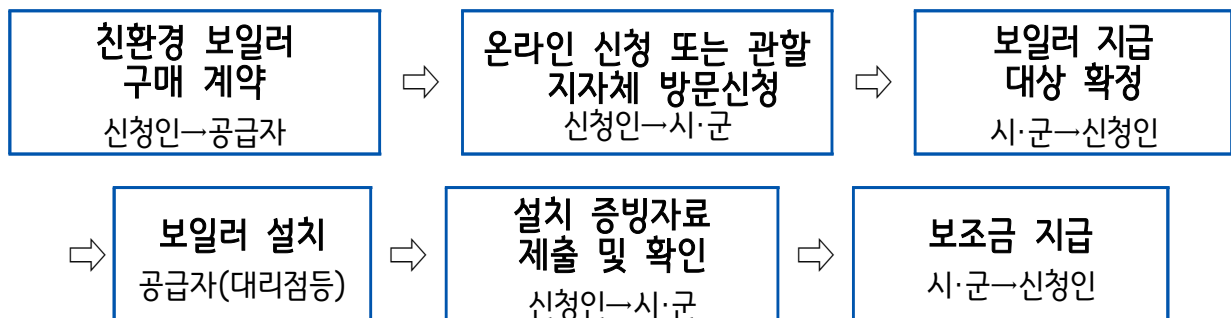 친환경 보일러
구매 계약
신청인→공급자
⇨
온라인 신청 또는 관할
지자체 방문신청
신청인→시·군
⇨
보일러 지급
대상 확정
시·군→신청인
⇨
보일러 설치
공급자(대리점등)
⇨
설치 증빙자료
제출 및 확인
신청인→시·군
⇨
보조금 지급
시·군→신청인